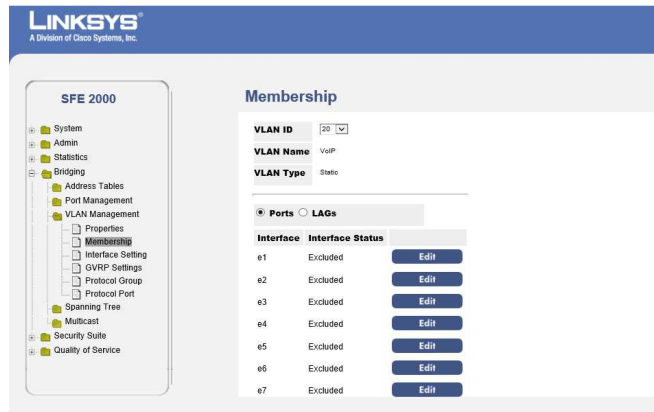 LINKSYS®
A Division of Cisco Systems, Inc.
SFE 2000
System
Admin
Statistics
Bridging
Address Tables
Port Management
VLAN Management
Properties
Membership
Interface Setting
GVRP Settings
Protocol Group
Protocol Port
Spanning Tree
Multicast
Security Suite
Quality of Service
Membership
VLAN ID 20
VLAN Name VoIP
VLAN Type Static
Ports LAGs
Interface Interface Status
e1 Excluded Edit
e2 Excluded Edit
e3 Excluded Edit
e4 Excluded Edit
e5 Excluded Edit
e6 Excluded Edit
e7 Excluded Edit